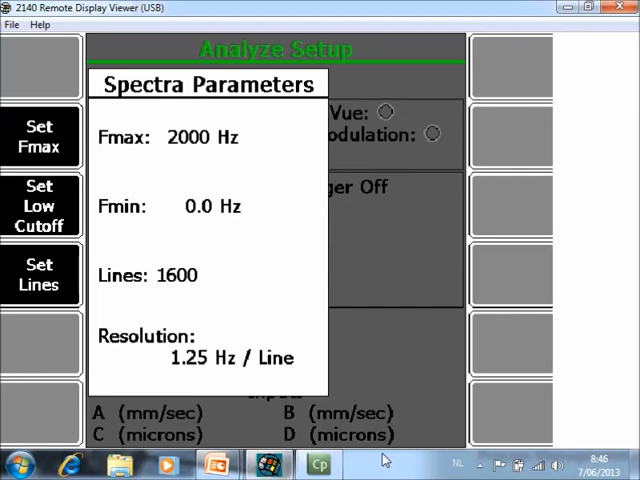 2140 Remote Display Viewer (USB)
File Help
Analyze Setup
Spectra Parameters
Vue:
Set
Fmax
Fmax: 2000 Hz
odulation:
Set
Low
Cutoff
Fmin: 0.0 Hz
ger Off
Set
Lines
Lines: 1600
Resolution:
1.25 Hz / Line
A (mm/sec) B (mm/sec)
C (microns) D (microns)
Cp
NL
8:46
7/06/2013